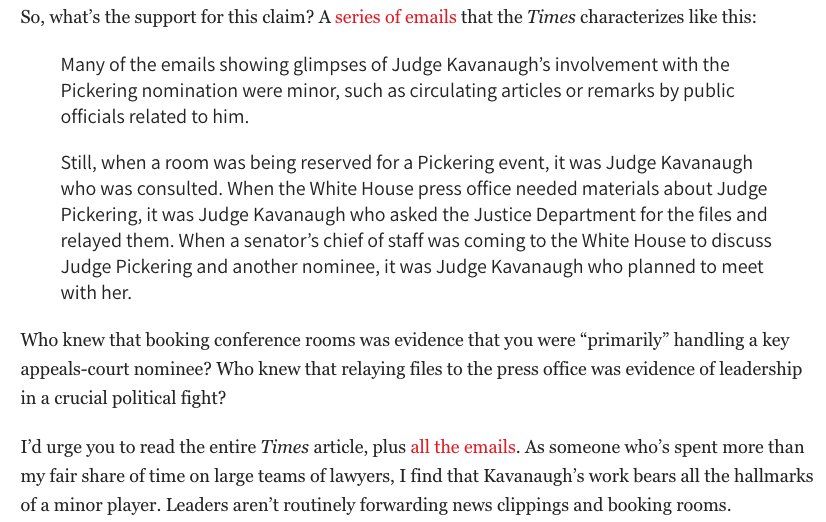 So, what’s the support for this claim? A series of emails that the Times characterizes like this:
Many of the emails showing glimpses of Judge Kavanaugh’s involvement with the
Pickering nomination were minor, such as circulating articles or remarks by public
officials related to him.
Still, when a room was being reserved for a Pickering event, it was Judge Kavanaugh
who was consulted. When the White House press office needed materials about Judge
Pickering, it was Judge Kavanaugh who asked the Justice Department for the files and
relayed them. When a senator’s chief of staff was coming to the White House to discuss
Judge Pickering and another nominee, it was Judge Kavanaugh who planned to meet
with her.
Who knew that booking conference rooms was evidence that you were “primarily” handling a key
appeals-court nominee? Who knew that relaying files to the press office was evidence of leadership
in a crucial political fight?
I’d urge you to read the entire Times article, plus all the emails. As someone who’s spent more than
my fair share of time on large teams of lawyers, I find that Kavanaugh’s work bears all the hallmarks
of a minor player. Leaders aren’t routinely forwarding news clippings and booking rooms.